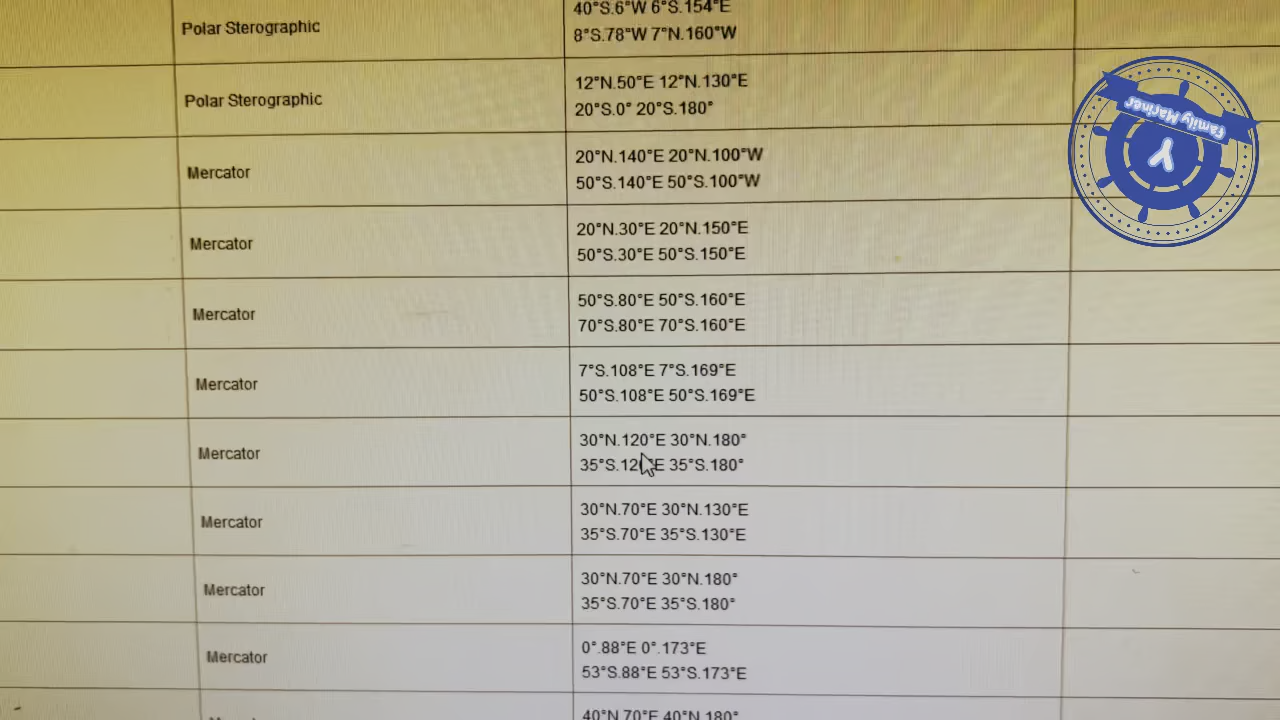 Polar Sterographic
40°S.6°W 6°S.154°E
8°S.78°W 7°N.160°W
Polar Sterographic
12°N.50°E 12°N.130°E
20°S.0° 20°S.180°
Mercator
20°N.140°E 20°N.100°W
50°S.140°E 50°S.100°W
Mercator
20°N.30°E 20°N.150°E
50°S.30°E 50°S.150°E
Mercator
50°S.80°E 50°S.160°E
70°S.80°E 70°S.160°E
Mercator
7°S.108°E 7°S.169°E
50°S.108°E 50°S.169°E
Mercator
30°N.120°E 30°N.180°
35°S.120°E 35°S.180°
Mercator
30°N.70°E 30°N.130°E
35°S.70°E 35°S.130°E
Mercator
30°N.70°E 30°N.180°
35°S.70°E 35°S.180°
Mercator
0°.88°E 0°.173°E
53°S.88°E 53°S.173°E
40°N.70°E 40°N.180°
Family Mariner
Y